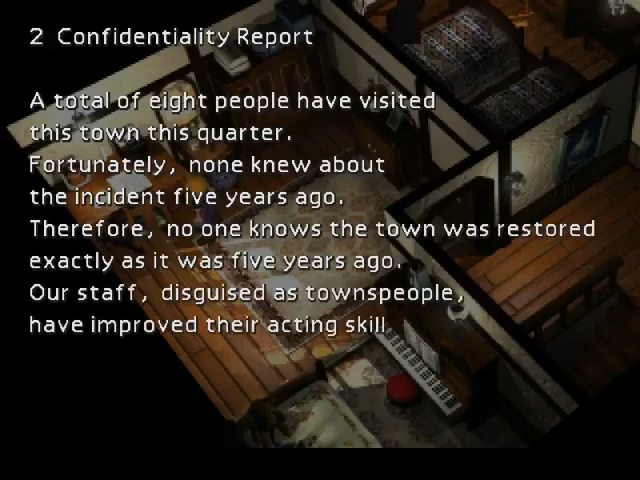 2 Confidentiality Report
A total of eight people have visited
this town this quarter.
Fortunately, none knew about
the incident five years ago.
Therefore, no one knows the town was restored
exactly as it was five years ago.
Our staff, disguised as townspeople,
have improved their acting skill